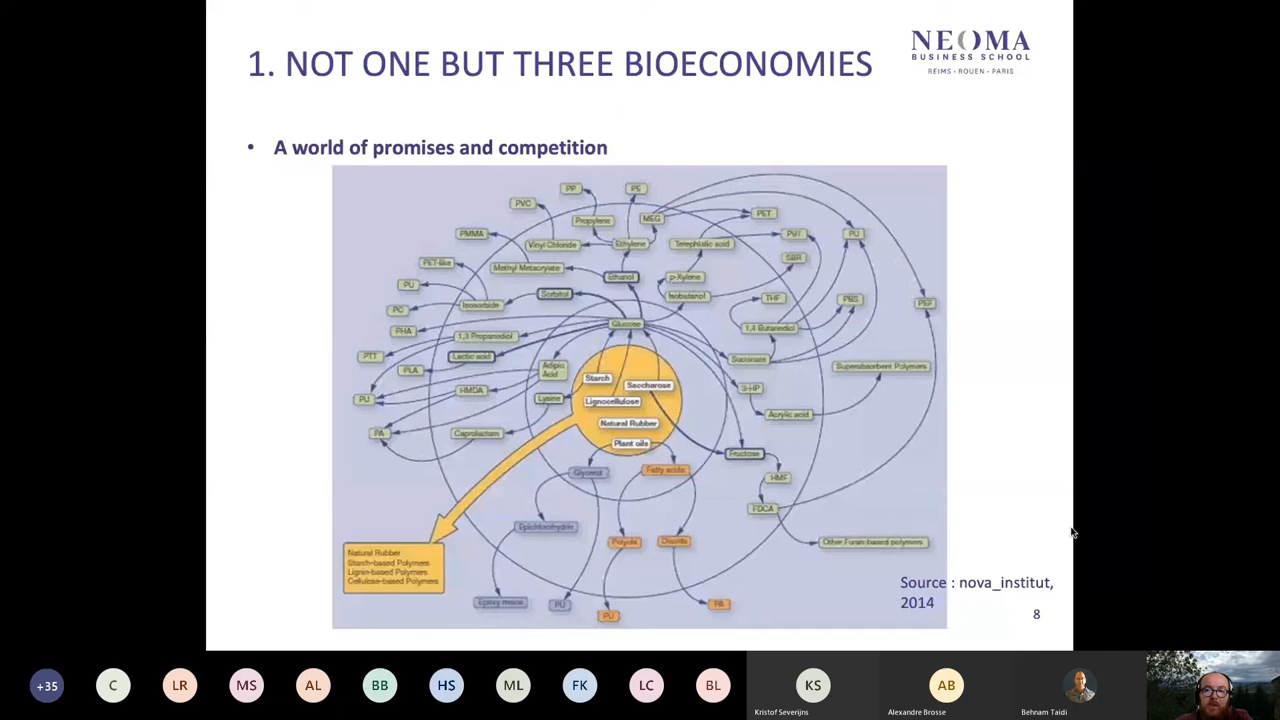 1. NOT ONE BUT THREE BIOECONOMIES
NEOMA
BUSINESS SCHOOL
REIMS • ROUEN • PARIS
• A world of promises and competition
PP
PE
PVC
Propylene
MEG
PET
PMMA
Vinyl Chloride
Ethylene
Terephtalic acid
PBT
PU
PET-like
Methyl Metacrylate
Ethanol
p-Xylene
SBR
PU
Sorbitol
Isobutanol
THF
PBS
PEF
PC
Isosorbide
PHA
1,3 Propanediol
Glucose
1,4 Butanediol
PTT
Lactic acid
Adipic
Acid
Succinate
Superabsorbent Polymers
PLA
Starch
Saccharose
3-HP
PU
HMDA
Lysine
Lignocellulose
Acrylic acid
PA
Caprolactam
Natural Rubber
Plant oils
Fructose
Glycerol
Fatty acids
HMF
FDCA
Epichlorohydrin
Polyols
Diacids
Other Furan-based polymers
Natural Rubber
Starch-based Polymers
Lignin-based Polymers
Cellulose-based Polymers
Epoxy resins
PU
PU
PA
Source : nova_institut,
2014
8
+35
C
LR
MS
AL
BB
HS
ML
FK
LC
BL
KS
AB
Kristof Severijns
Alexandre Brosse
Behnam Taidi